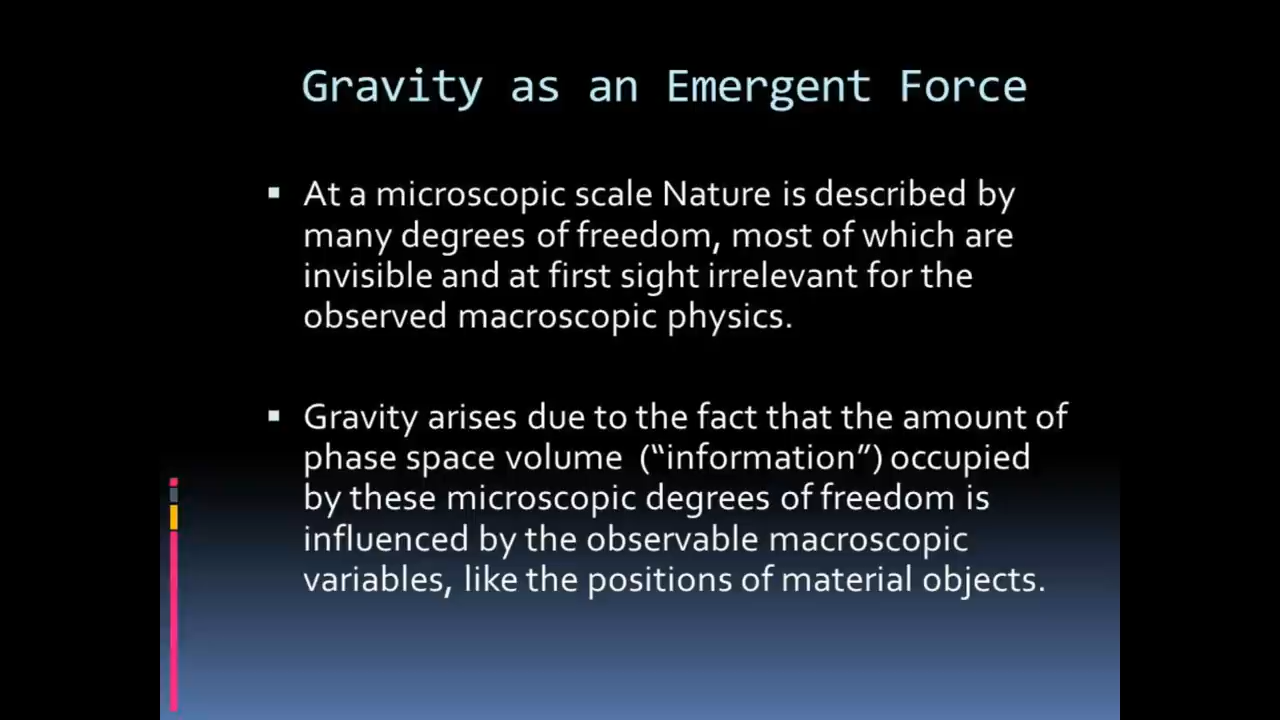 Gravity as an Emergent Force
▪ At a microscopic scale Nature is described by
many degrees of freedom, most of which are
invisible and at first sight irrelevant for the
observed macroscopic physics.
▪ Gravity arises due to the fact that the amount of
phase space volume (“information”) occupied
by these microscopic degrees of freedom is
influenced by the observable macroscopic
variables, like the positions of material objects.